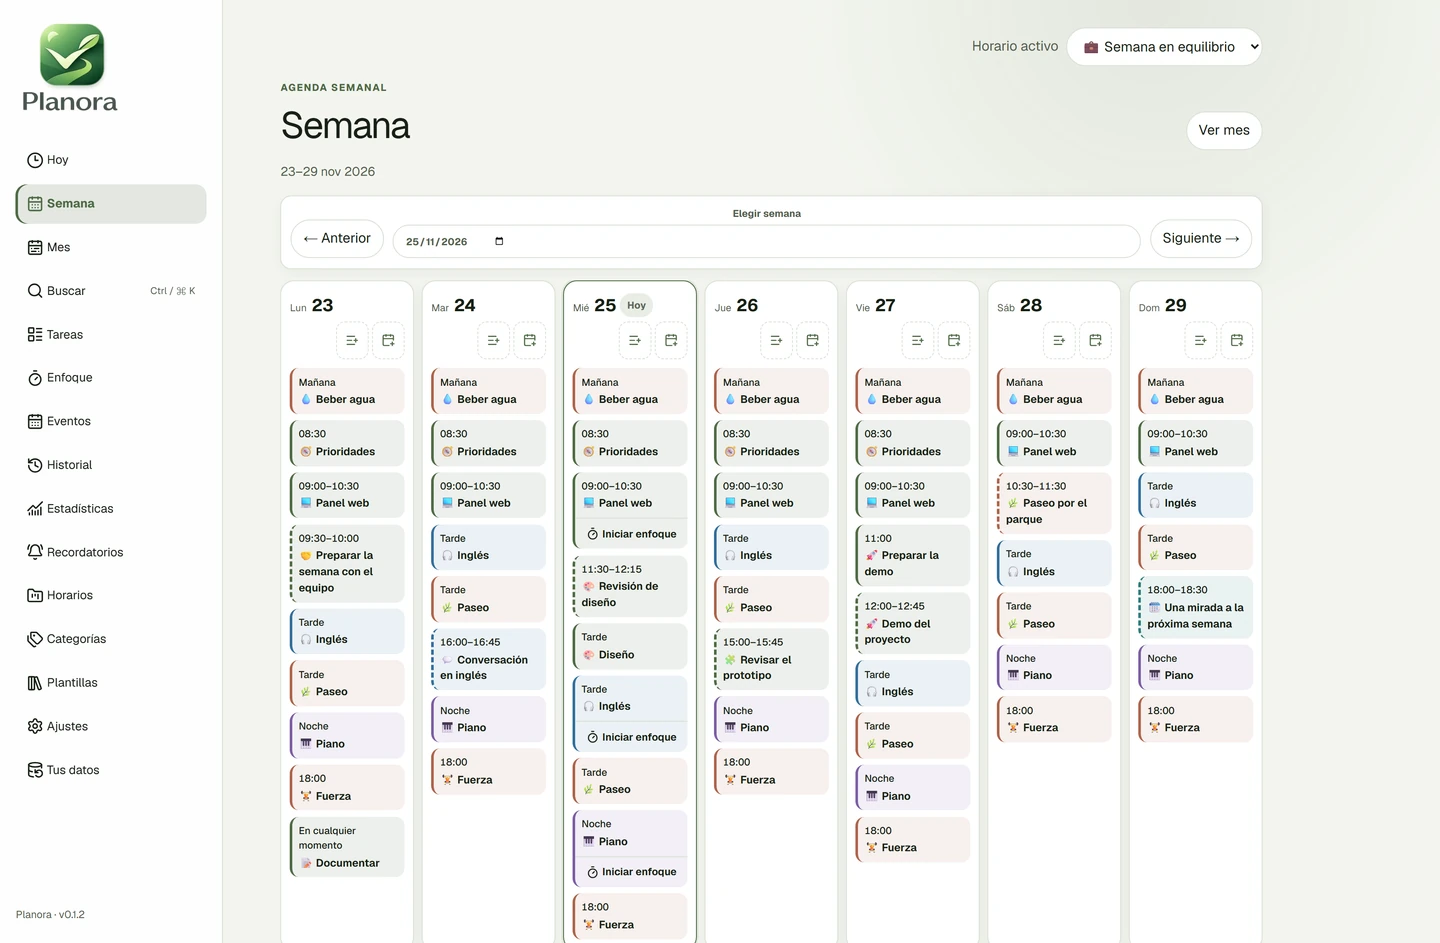 Planora
Hoy
Semana
Mes
Buscar Ctrl / ⌘ K
Tareas
Enfoque
Eventos
Historial
Estadísticas
Recordatorios
Horarios
Categorías
Plantillas
Ajustes
Tus datos
Planora · v0.1.2
Horario activo
Semana en equilibrio
AGENDA SEMANAL
Semana
Ver mes
23–29 nov 2026
Elegir semana
← Anterior
25/11/2026
Siguiente →
Lun 23
Mañana
Beber agua
08:30
Prioridades
09:00–10:30
Panel web
09:30–10:00
Preparar la
semana con el
equipo
Tarde
Inglés
Tarde
Paseo
Noche
Piano
18:00
Fuerza
En cualquier
momento
Documentar
Mar 24
Mañana
Beber agua
08:30
Prioridades
09:00–10:30
Panel web
Tarde
Inglés
Tarde
Paseo
16:00–16:45
Conversación
en inglés
Noche
Piano
18:00
Fuerza
Mié 25 Hoy
Mañana
Beber agua
08:30
Prioridades
09:00–10:30
Panel web
Iniciar enfoque
11:30–12:15
Revisión de
diseño
Tarde
Diseño
Tarde
Inglés
Iniciar enfoque
Tarde
Paseo
Noche
Piano
Iniciar enfoque
18:00
Fuerza
Jue 26
Mañana
Beber agua
08:30
Prioridades
09:00–10:30
Panel web
Tarde
Inglés
Tarde
Paseo
15:00–15:45
Revisar el
prototipo
Noche
Piano
18:00
Fuerza
Vie 27
Mañana
Beber agua
08:30
Prioridades
09:00–10:30
Panel web
11:00
Preparar la
demo
12:00–12:45
Demo del
proyecto
Tarde
Inglés
Tarde
Paseo
Noche
Piano
18:00
Fuerza
Sáb 28
Mañana
Beber agua
09:00–10:30
Panel web
10:30–11:30
Paseo por el
parque
Tarde
Inglés
Tarde
Paseo
Noche
Piano
18:00
Fuerza
Dom 29
Mañana
Beber agua
09:00–10:30
Panel web
Tarde
Inglés
Tarde
Paseo
18:00–18:30
Una mirada a la
próxima semana
Noche
Piano
18:00
Fuerza